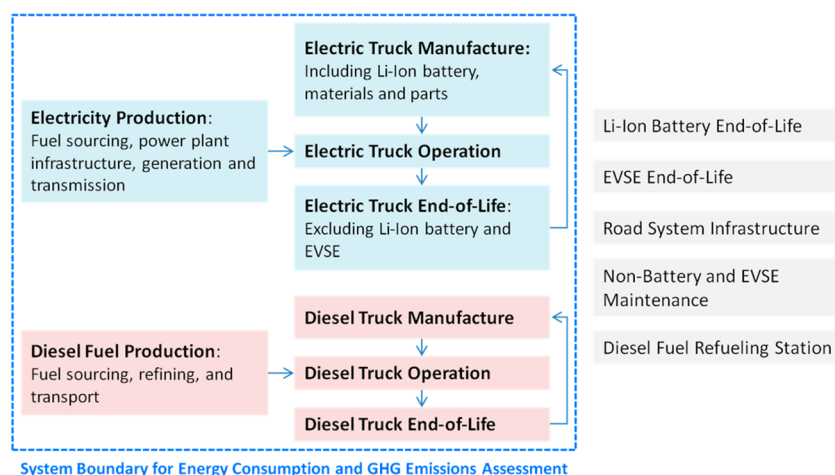 Electric Truck Manufacture:
Including Li-Ion battery,
materials and parts
Electricity Production:
Fuel sourcing, power plant
infrastructure, generation and
transmission
Electric Truck Operation
Electric Truck End-of-Life:
Excluding Li-Ion battery and
EVSE
Diesel Truck Manufacture
Diesel Fuel Production:
Fuel sourcing, refining, and
transport
Diesel Truck Operation
Diesel Truck End-of-Life
Li-Ion Battery End-of-Life
EVSE End-of-Life
Road System Infrastructure
Non-Battery and EVSE
Maintenance
Diesel Fuel Refueling Station
System Boundary for Energy Consumption and GHG Emissions Assessment